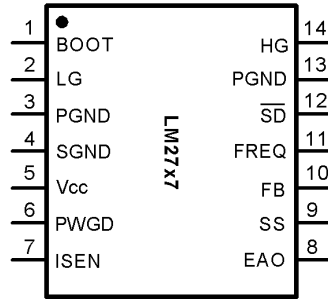 1 BOOT HG 14
2 LG PGND 13
3 PGND S̅D̅ 12
4 SGND FREQ 11
5 Vcc FB 10
6 PWGD SS 9
7 ISEN EAO 8
LM27x7